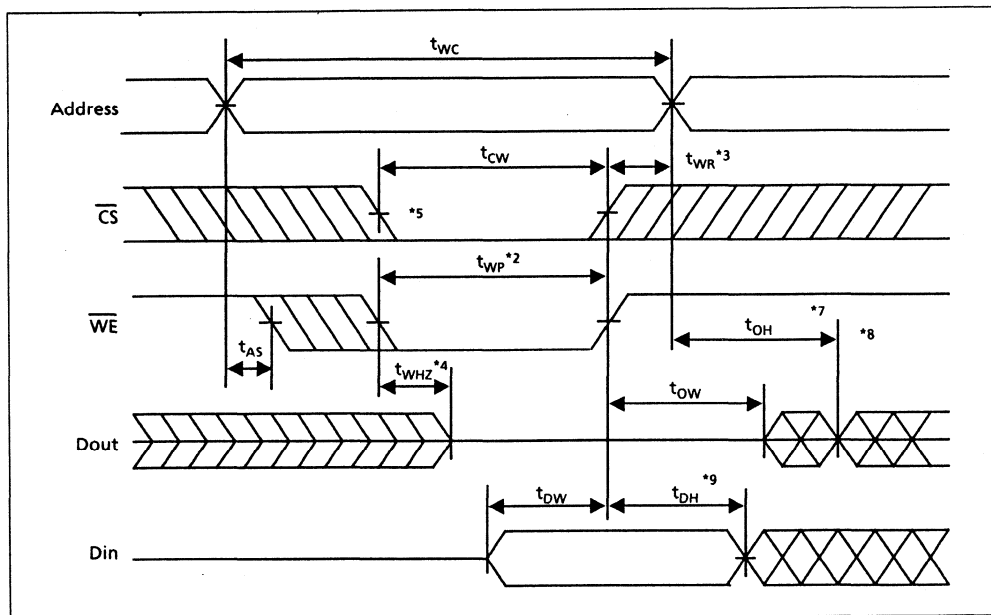 tWC
Address
tCW
tWR*3
CS
*5
tWP*2
WE
*7
tOH
*8
tAS
tWHZ*4
tOW
Dout
tDW
tDH*9
Din